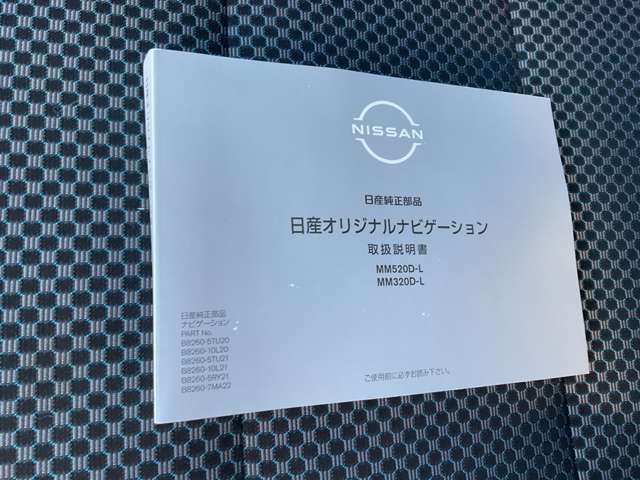 NISSAN
日産純正部品
日産オリジナルナビゲーション
取扱説明書
MM520D-L
MM320D-L
日産純正部品
ナビゲーション
PART No.
B8260-5TU20
B8260-10L20
B8260-5TU21
B8260-10L21
B8260-5RY21
B8260-7MA22
ご使用前に必ずお読み下さい。